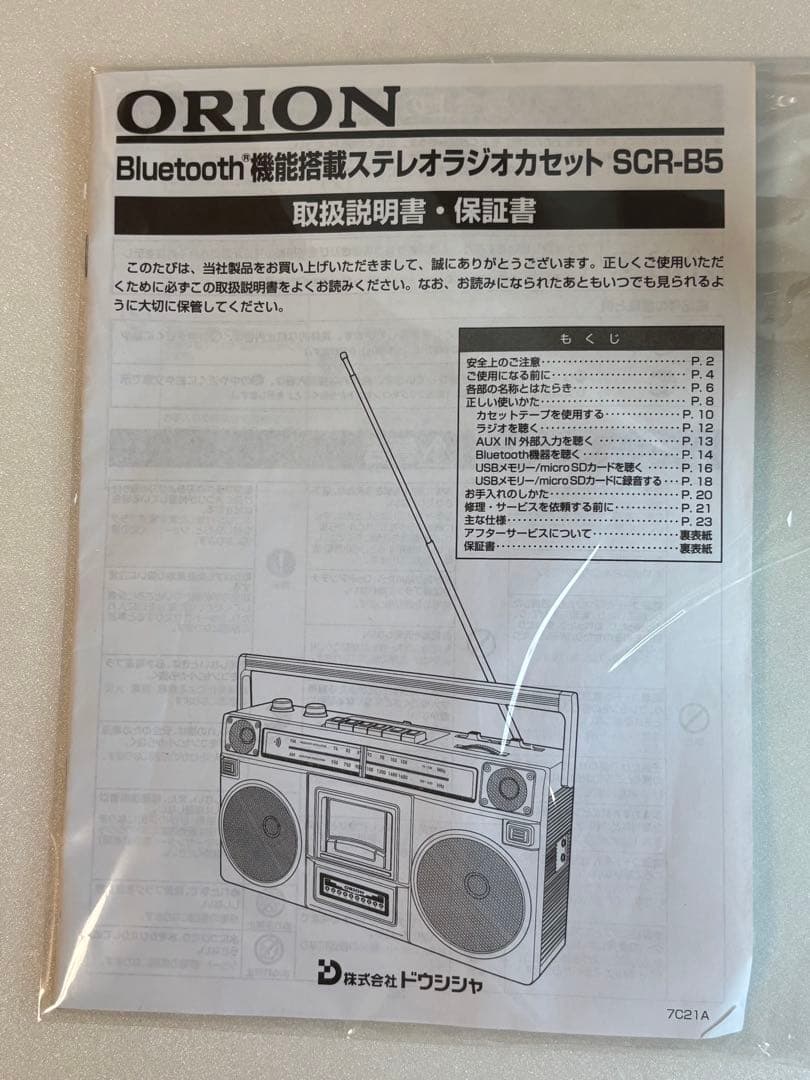 ORION
Bluetooth®機能搭載ステレオラジオカセット SCR-B5
取扱説明書・保証書
このたびは、当社製品をお買い上げいただきまして、誠にありがとうございます。正しくご使用いただ
くために必ずこの取扱説明書をよくお読みください。なお、お読みになられたあともいつでも見られるよ
うに大切に保管してください。
もくじ
安全上のご注意 P. 2
ご使用になる前に P. 4
各部の名称とはたらき P. 6
正しい使いかた P. 8
カセットテープを使用する P. 10
ラジオを聴く P. 12
AUX IN 外部入力を聴く P. 13
Bluetooth機器を聴く P. 14
USBメモリー/microSDカードを聴く P. 16
USBメモリー/microSDカードに録音する P. 18
お手入れのしかた P. 20
修理・サービスを依頼する前に P. 21
主な仕様 P. 23
アフターサービスについて 裏表紙
保証書 裏表紙
ORION
株式会社ドウシシャ
7C21A